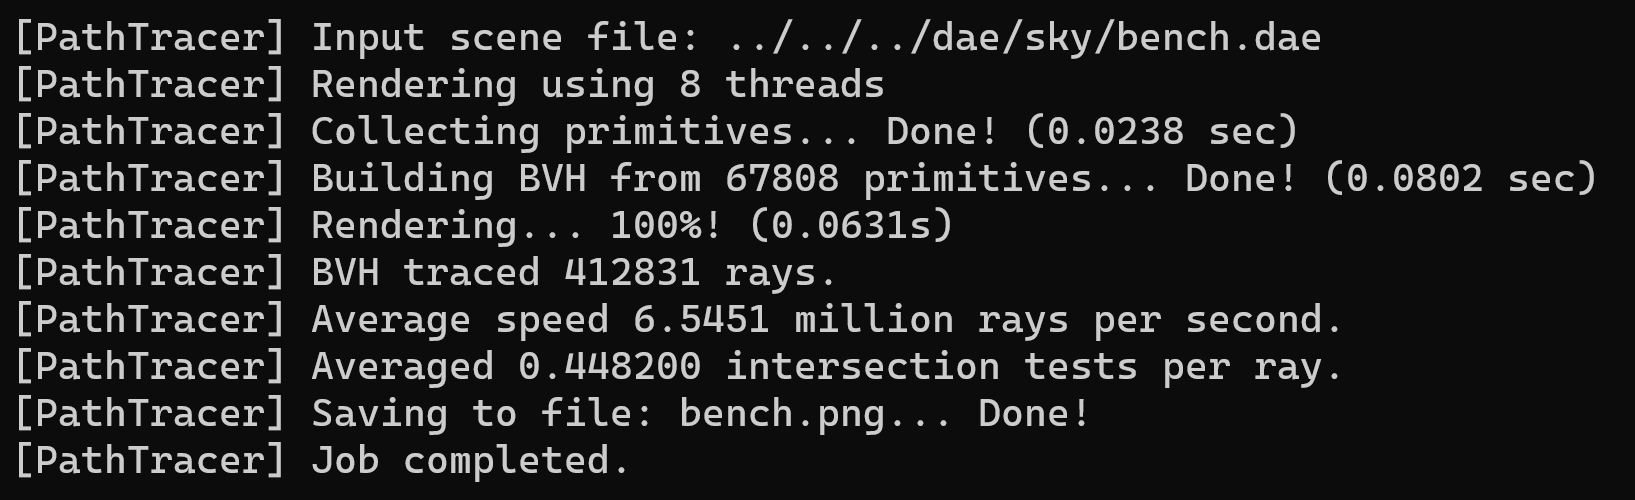 [PathTracer] Input scene file: ../../../dae/sky/bench.dae
[PathTracer] Rendering using 8 threads
[PathTracer] Collecting primitives... Done! (0.0238 sec)
[PathTracer] Building BVH from 67808 primitives... Done! (0.0802 sec)
[PathTracer] Rendering... 100%! (0.0631s)
[PathTracer] BVH traced 412831 rays.
[PathTracer] Average speed 6.5451 million rays per second.
[PathTracer] Averaged 0.448200 intersection tests per ray.
[PathTracer] Saving to file: bench.png... Done!
[PathTracer] Job completed.